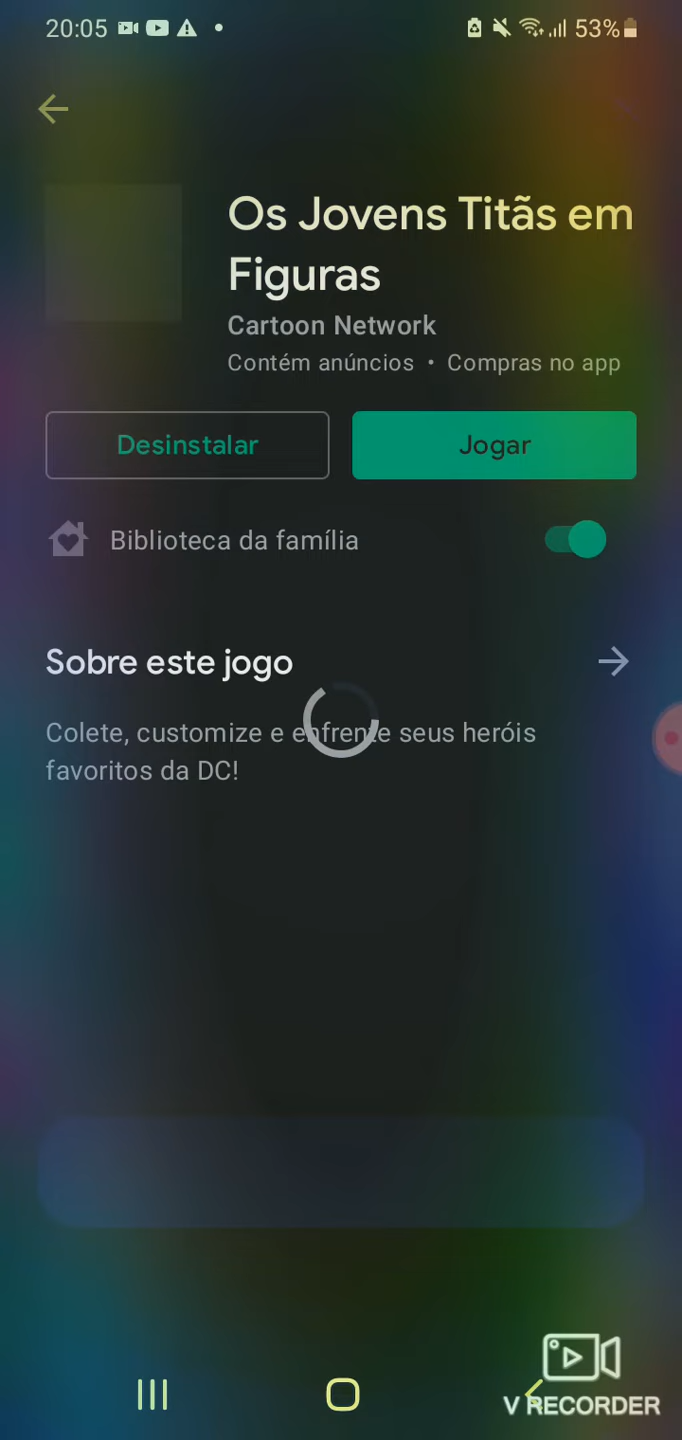 20:05 53%
Os Jovens Titãs em
Figuras
Cartoon Network
Contém anúncios • Compras no app
Desinstalar Jogar
Biblioteca da família
Sobre este jogo
Colete, customize e enfrente seus heróis
favoritos da DC!
V RECORDER